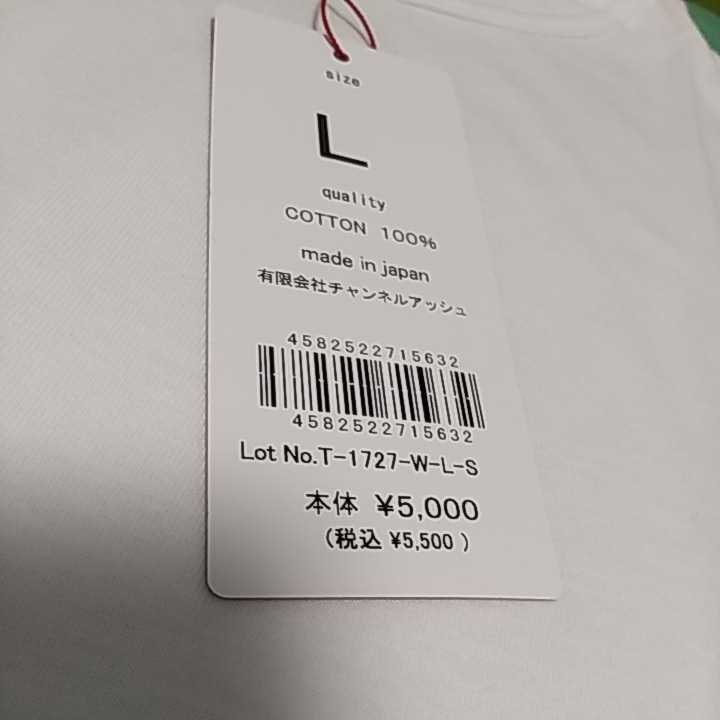 size
L
quality
COTTON 100%
made in japan
有限会社チャンネルアッシュ
4582522715632
4582522715632
Lot No.T-1727-W-L-S
本体 ¥5,000
(税込 ¥5,500 )